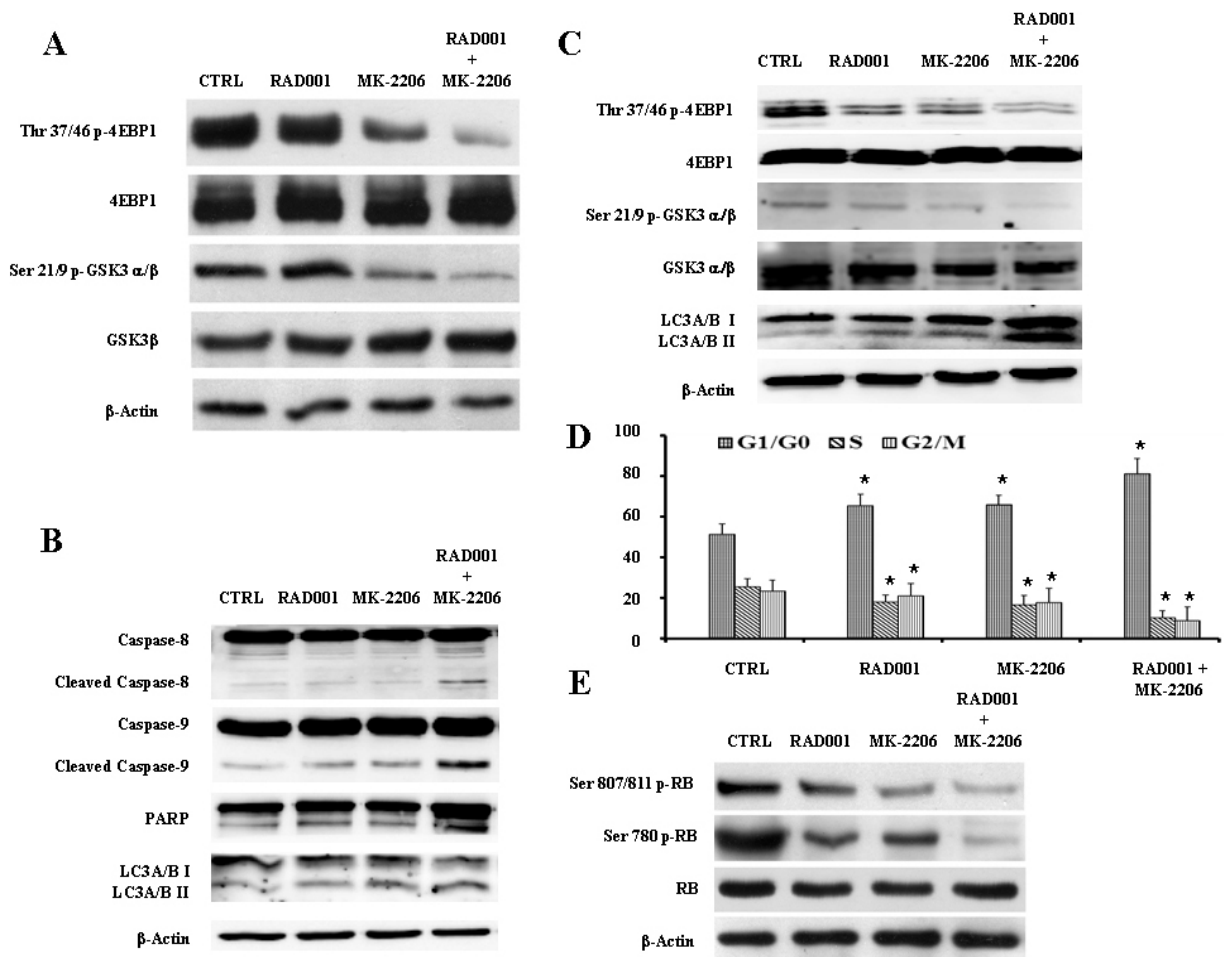 A
RAD001
+
CTRL RAD001 MK-2206 MK-2206
Thr 37/46 p-4EBP1
4EBP1
Ser 21/9 p-GSK3 α/β
GSK3β
β-Actin
B
RAD001
+
CTRL RAD001 MK-2206 MK-2206
Caspase-8
Cleaved Caspase-8
Caspase-9
Cleaved Caspase-9
PARP
LC3A/B I
LC3A/B II
β-Actin
C
RAD001
+
CTRL RAD001 MK-2206 MK-2206
Thr 37/46 p-4EBP1
4EBP1
Ser 21/9 p-GSK3 α/β
GSK3 α/β
LC3A/B I
LC3A/B II
β-Actin
D
G1/G0 S G2/M
100
80
60
40
20
0
* * * * * * * * *
CTRL RAD001 MK-2206 RAD001 +
MK-2206
E
RAD001
+
CTRL RAD001 MK-2206 MK-2206
Ser 807/811 p-RB
Ser 780 p-RB
RB
β-Actin